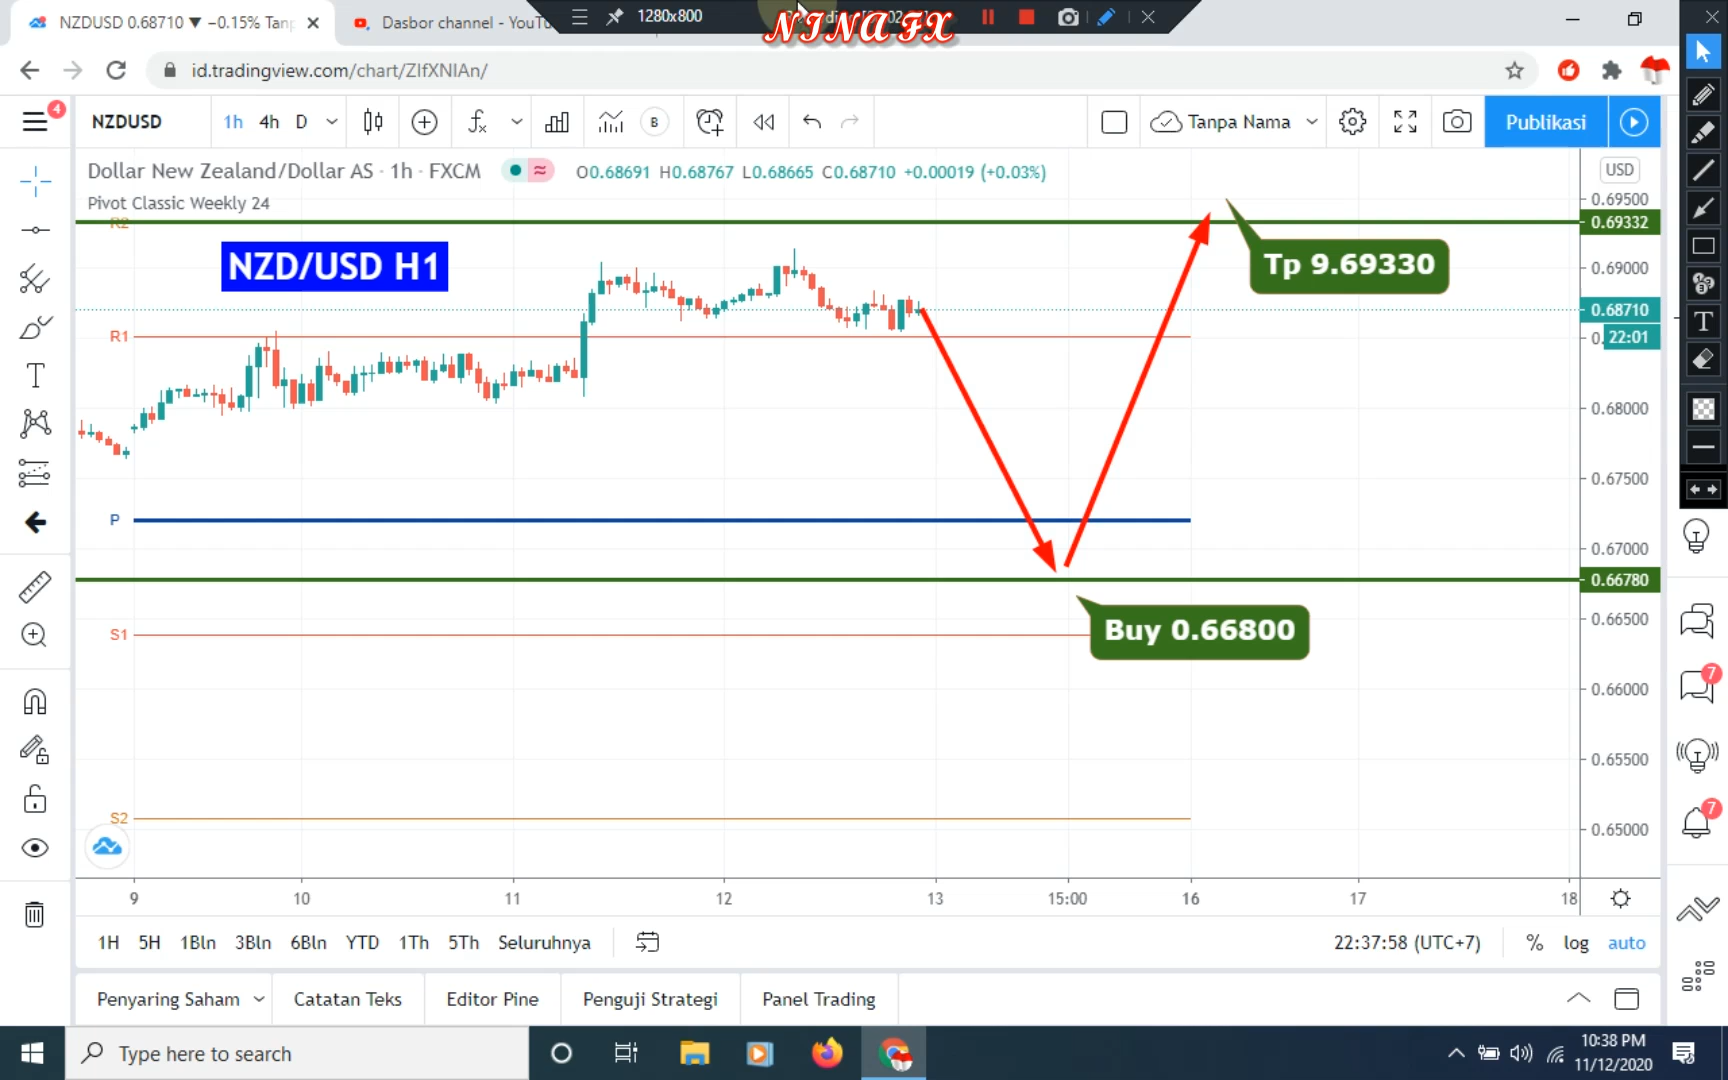 NZDUSD 0.68710 ▼ −0.15% Tanp
Dasbor channel - YouTu
1280x800
NINA FX
id.tradingview.com/chart/ZIfXNIAn/
4
NZDUSD
1h 4h D
B
Tanpa Nama
Publikasi
Dollar New Zealand/Dollar AS · 1h · FXCM
O0.68691 H0.68767 L0.68665 C0.68710 +0.00019 (+0.03%)
USD
Pivot Classic Weekly 24
0.69500
R2
0.69332
NZD/USD H1
Tp 9.69330
0.69000
0.68710
R1
22:01
0.68000
0.67500
P
0.67000
0.66780
0.66500
Buy 0.66800
S1
0.66000
7
0.65500
7
S2
0.65000
9 10 11 12 13 15:00 16 17 18
1H 5H 1Bln 3Bln 6Bln YTD 1Th 5Th Seluruhnya
22:37:58 (UTC+7) % log auto
Penyaring Saham Catatan Teks Editor Pine Penguji Strategi Panel Trading
Type here to search
10:38 PM
11/12/2020